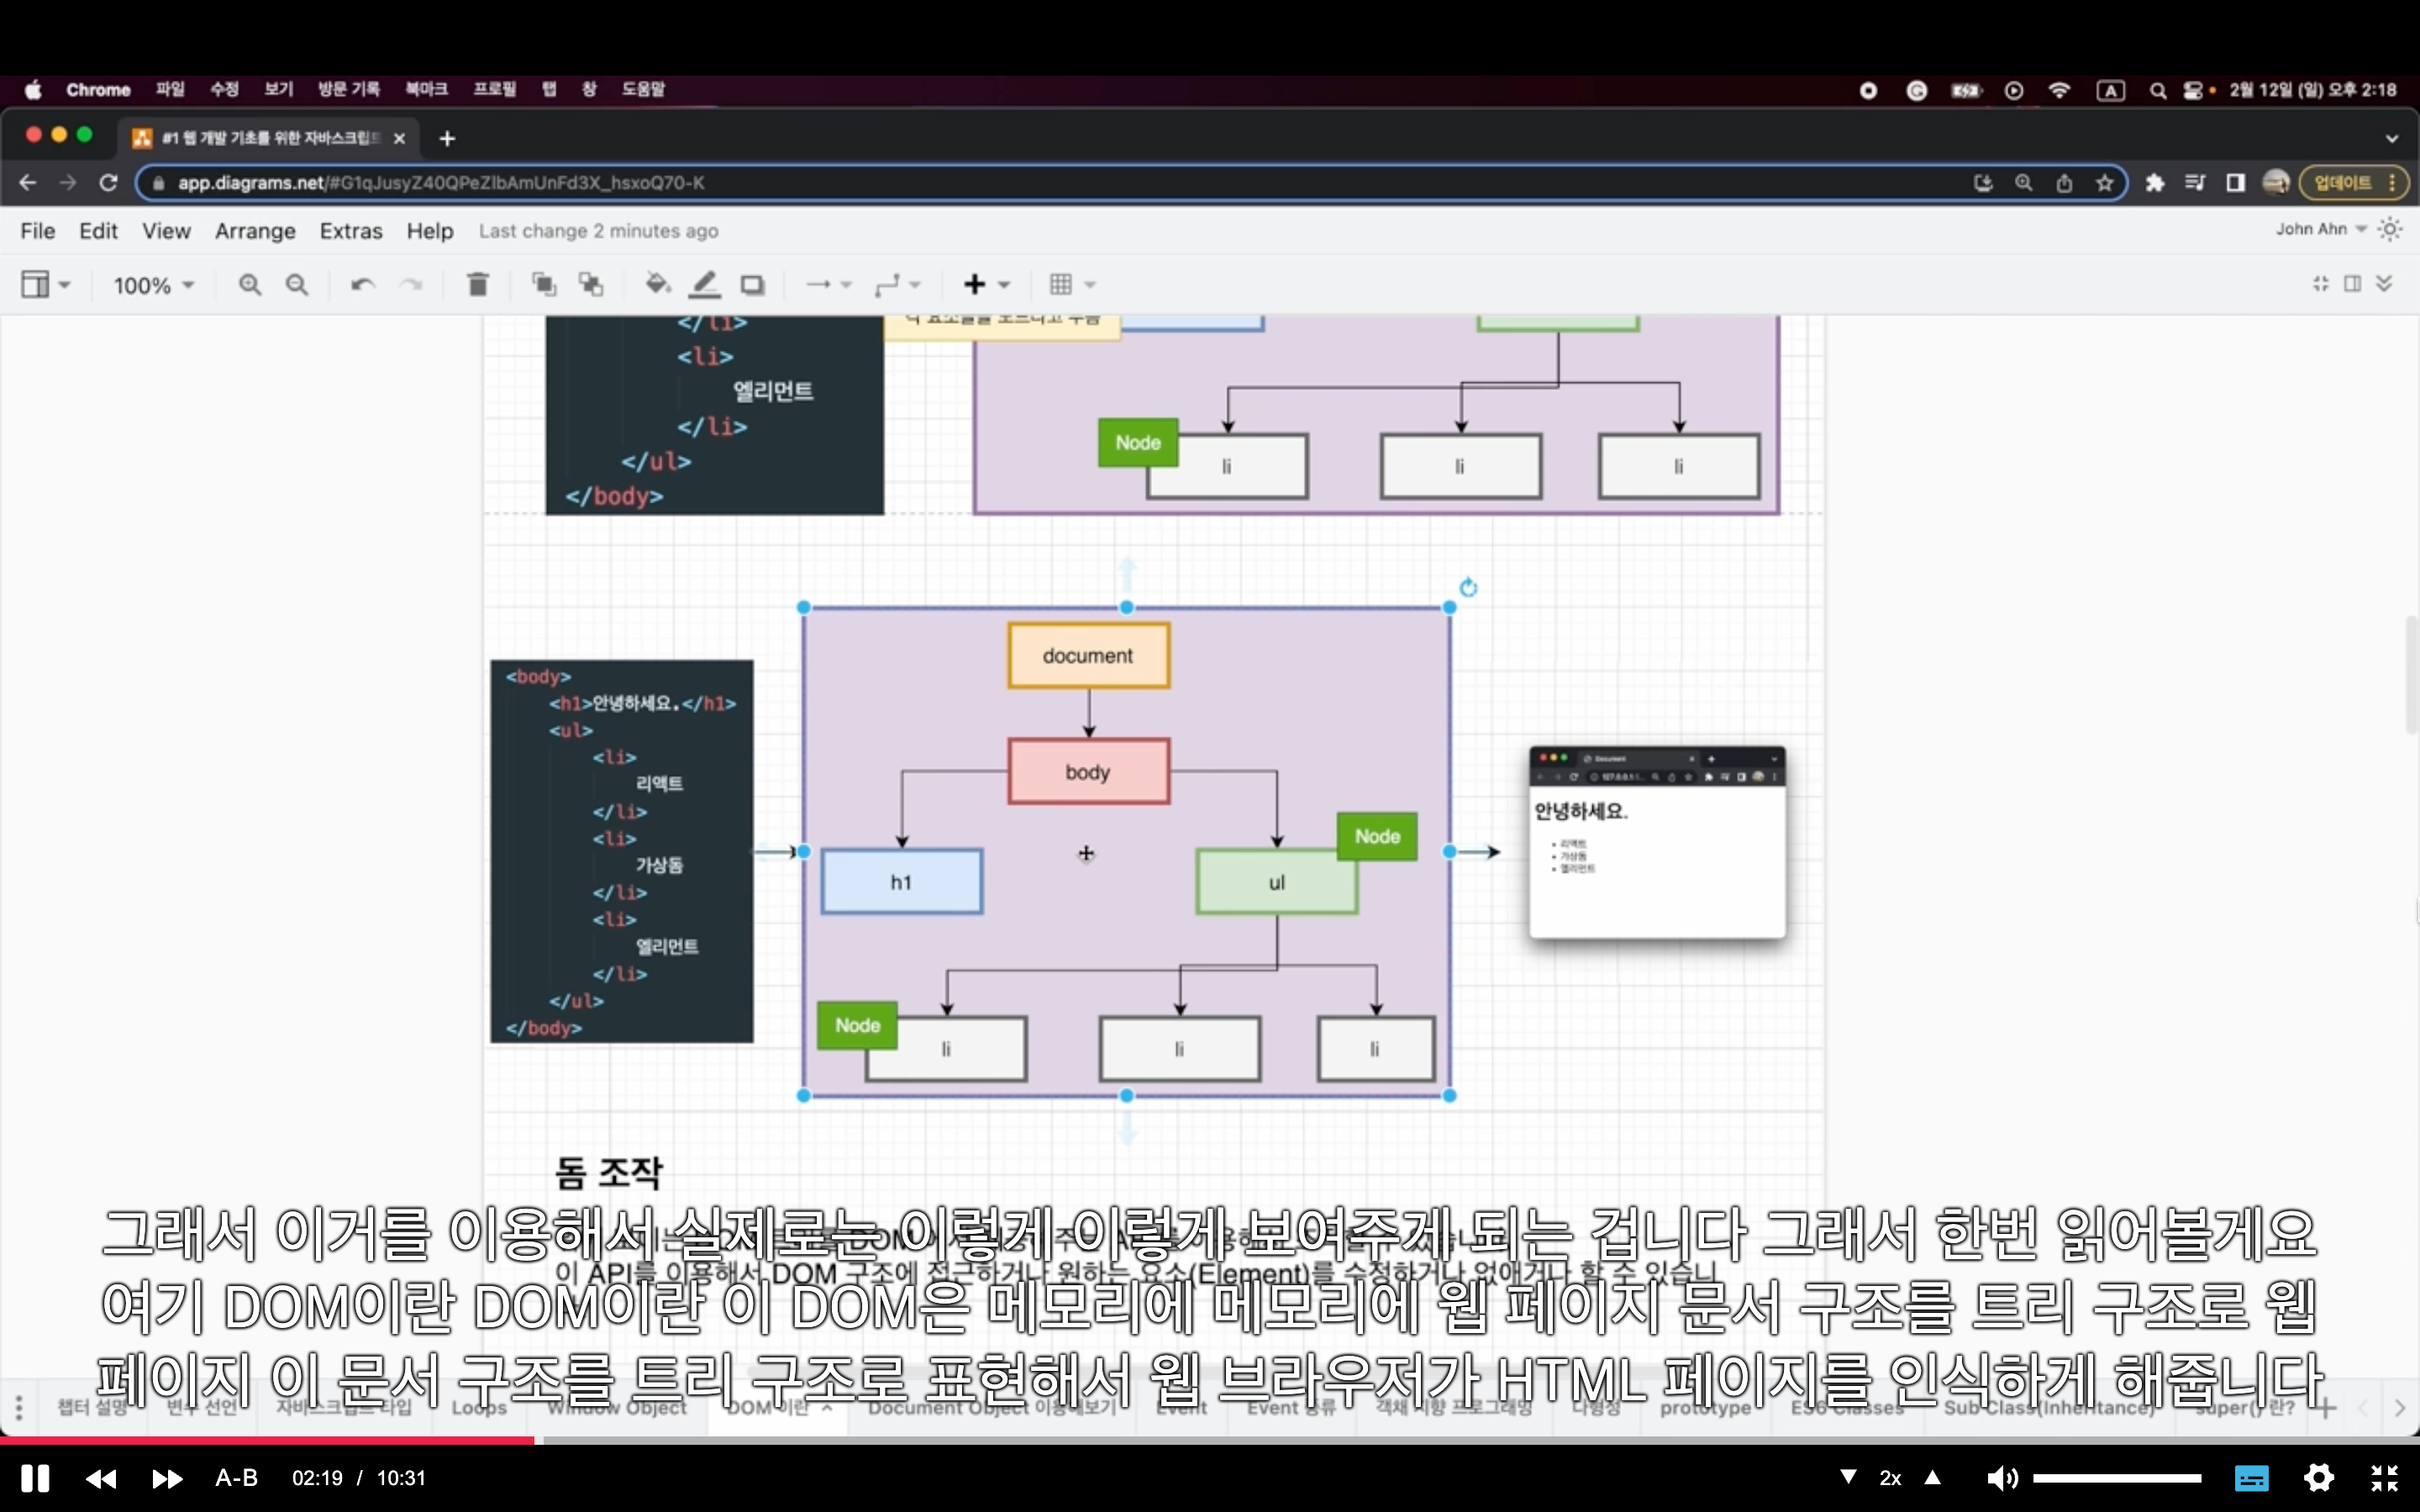 Chrome 파일 수정 보기 방문 기록 북마크 프로필 탭 창 도움말 A 2월 12일 (일) 오후 2:18
#1 웹 개발 기초를 위한 자바스크립
app.diagrams.net/#G1qJusyZ40QPeZlbAmUnFd3X_hsxoQ70-K 업데이트
File Edit View Arrange Extras Help Last change 2 minutes ago John Ahn
100%
</li>
<li>
엘리먼트
</li>
</ul>
</body>
Node
li
li
li
<body>
<h1>안녕하세요.</h1>
<ul>
<li>
리액트
</li>
<li>
가상돔
</li>
<li>
엘리먼트
</li>
</ul>
</body>
document
body
Node
h1
ul
Node
li
li
li
Document
안녕하세요.
리액트
가상돔
엘리먼트
돔 조작
이 API를 이용해서 DOM 구조에 접근하거나 원하는 요소(Element)를 수정하거나 없애거나 할 수 있습니
그래서 이거를 이용해서 실제로는 이렇게 이렇게 보여주게 되는 겁니다 그래서 한번 읽어볼게요
여기 DOM이란 DOM이란 이 DOM은 메모리에 메모리에 웹 페이지 문서 구조를 트리 구조로 웹
페이지 이 문서 구조를 트리 구조로 표현해서 웹 브라우저가 HTML 페이지를 인식하게 해줍니다
챕터 설명 변수 선언 자바스크립트 타입 Loops Window Object DOM 이란 Document Object 이용해보기 Event Event 종류 객채 지향 프로그래밍 다형성 prototype ES6 Classes Sub Class(Inheritance) super() 란?
A-B 02:19 / 10:31 2x